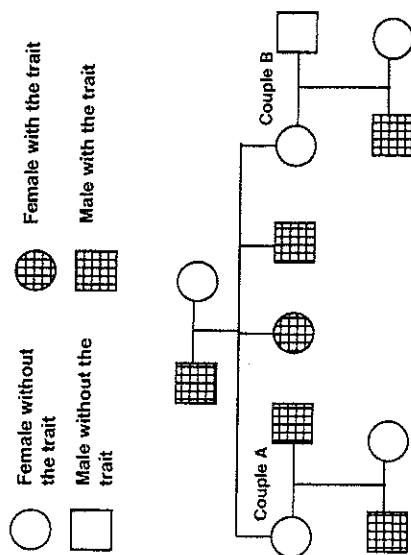 Female without
the trait
Female with the trait
Male without the
trait
Male with the trait
Couple A
Couple B